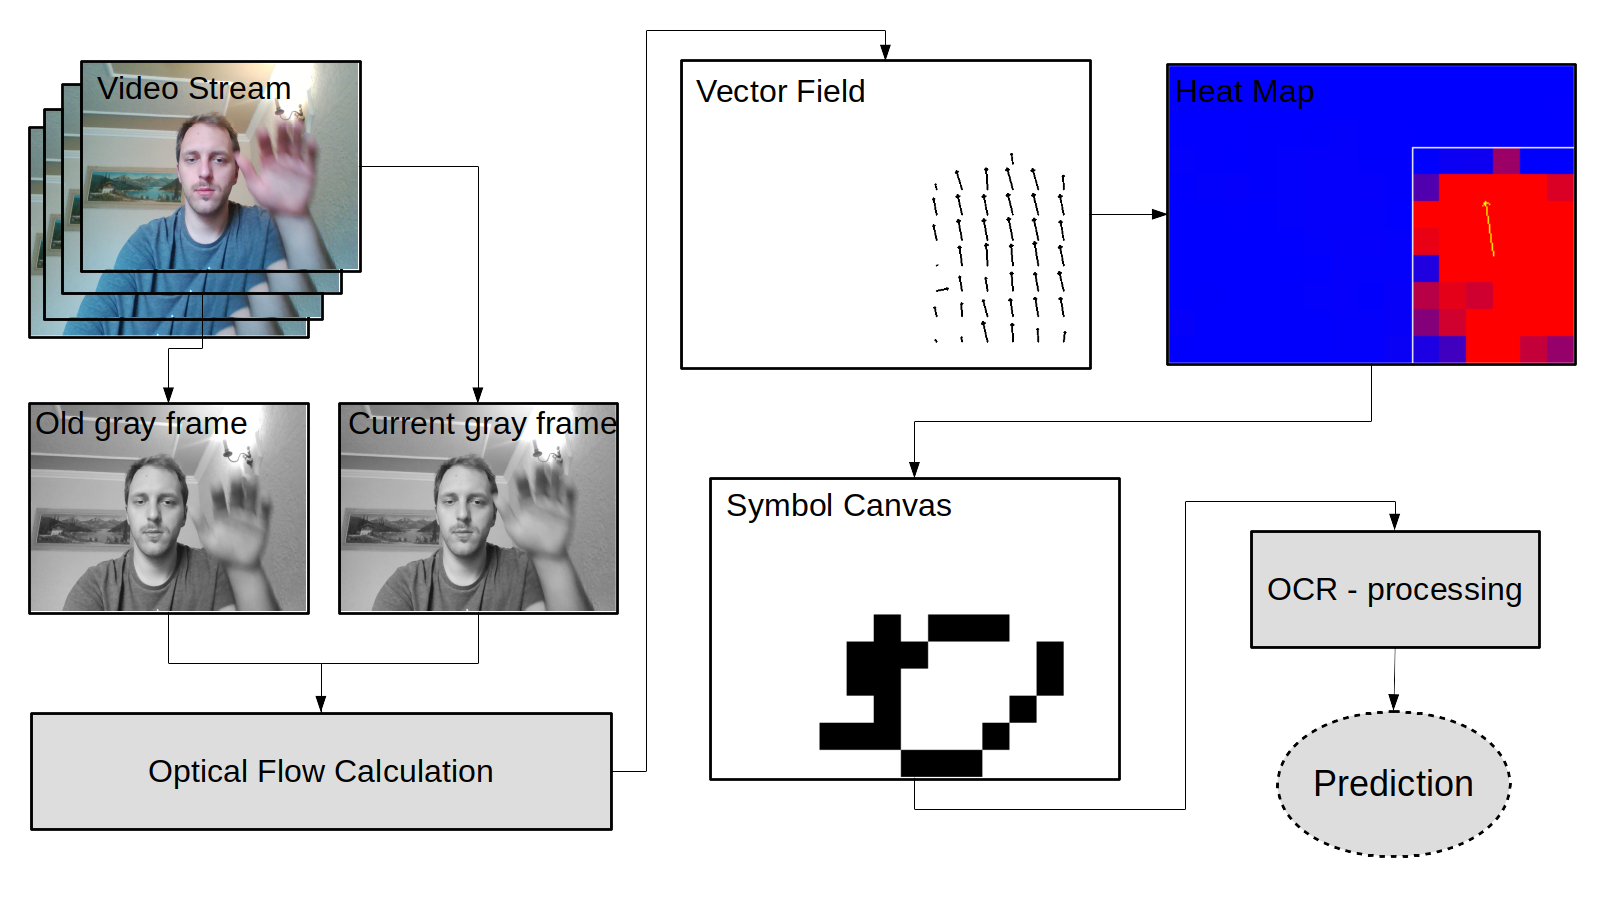 Video Stream
Old gray frame
Current gray frame
Optical Flow Calculation
Vector Field
Heat Map
Symbol Canvas
OCR - processing
Prediction